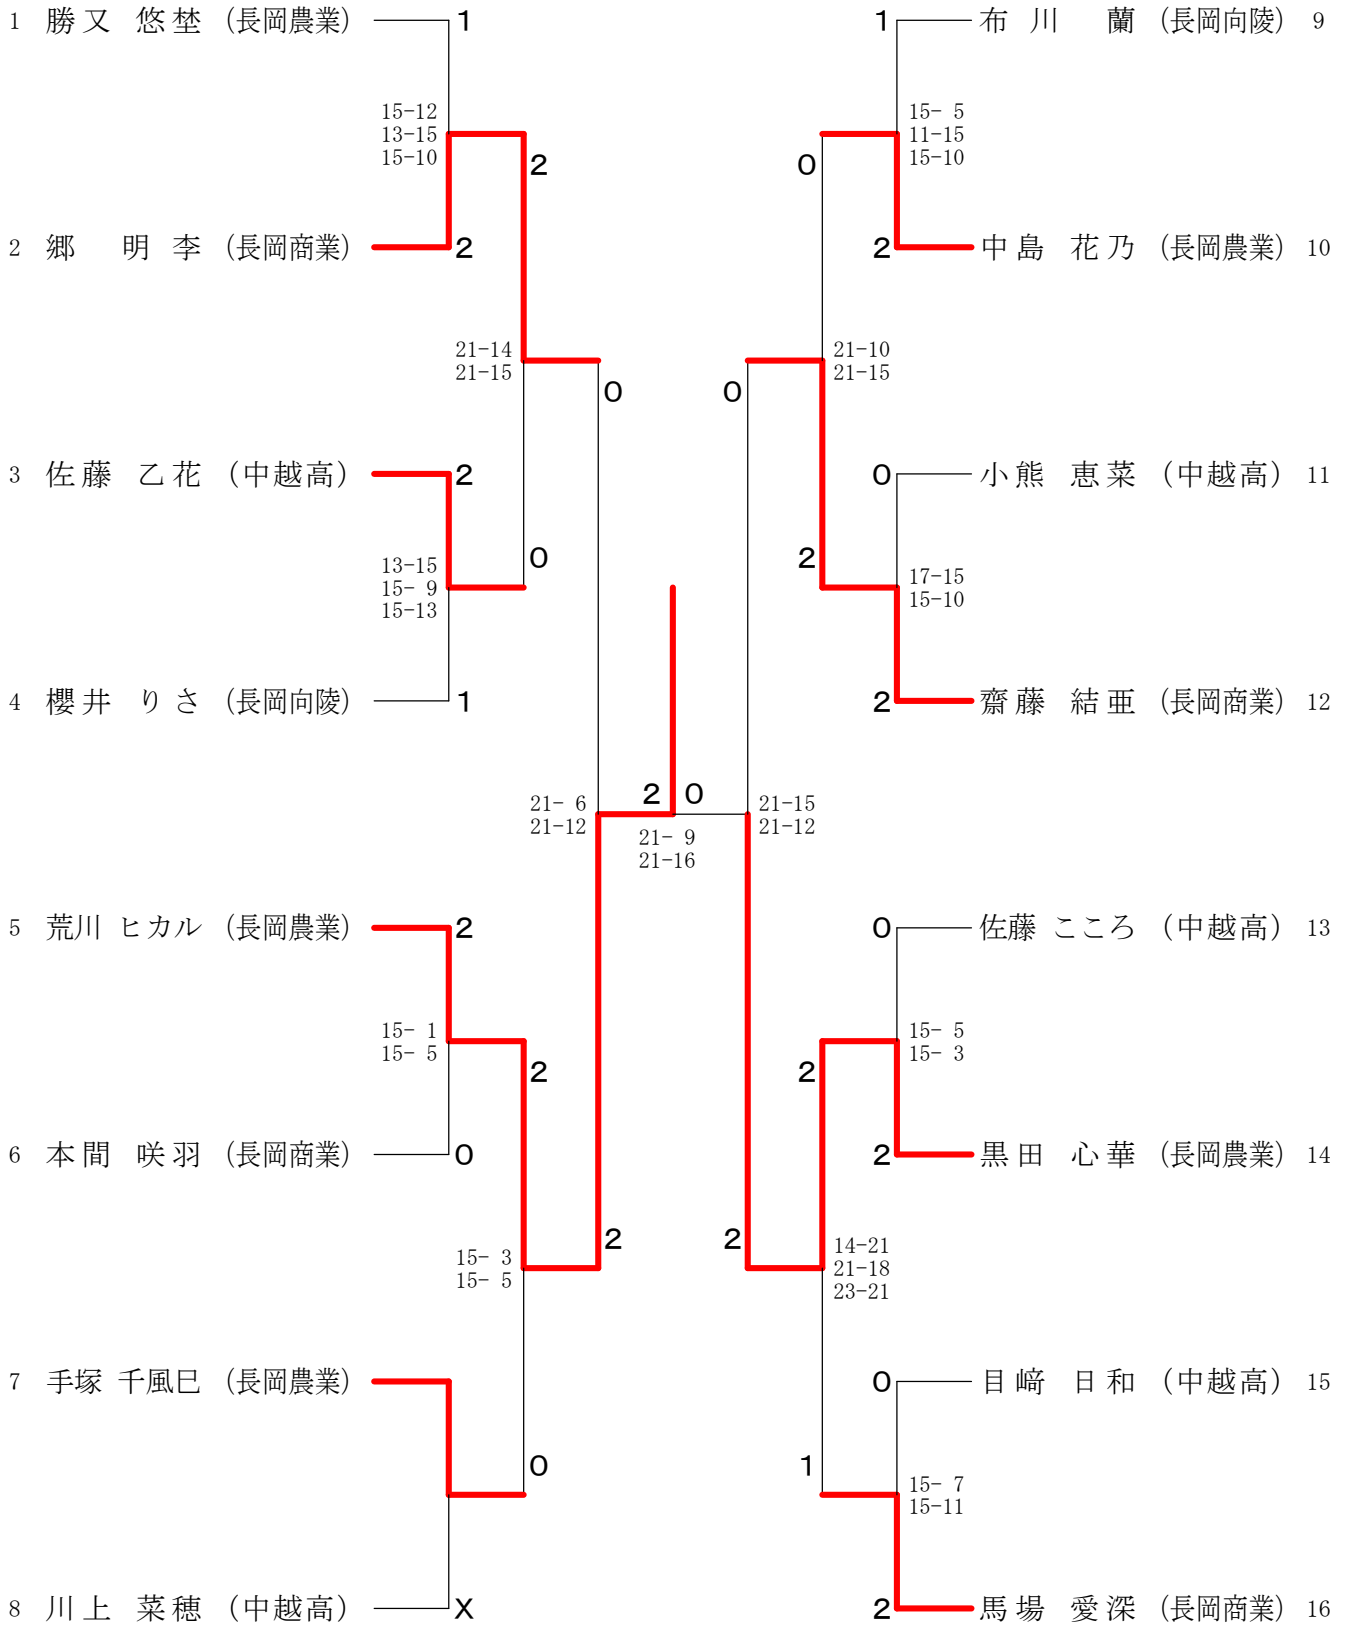 1 勝又 悠埜 (長岡農業) 1
15-12
13-15
15-10
2
2 郷 明李 (長岡商業) 2
21-14
21-15
0
3 佐藤 乙花 (中越高) 2
13-15
15- 9
15-13
0
4 櫻井 りさ (長岡向陵) 1
21- 6
21-12
5 荒川 ヒカル (長岡農業) 2
15- 1
15- 5
2
6 本間 咲羽 (長岡商業) 0
15- 3
15- 5
2
7 手塚 千風巳 (長岡農業)
0
8 川上 菜穂 (中越高) X
2 0
21- 9
21-16
1 布川 蘭 (長岡向陵) 9
15- 5
11-15
15-10
0
2 中島 花乃 (長岡農業) 10
21-10
21-15
0
0 小熊 恵菜 (中越高) 11
2
17-15
15-10
2 齋藤 結亜 (長岡商業) 12
21-15
21-12
0 佐藤 こころ (中越高) 13
15- 5
15- 3
2
2 黒田 心華 (長岡農業) 14
2
14-21
21-18
23-21
0 目﨑 日和 (中越高) 15
1
15- 7
15-11
2 馬場 愛深 (長岡商業) 16